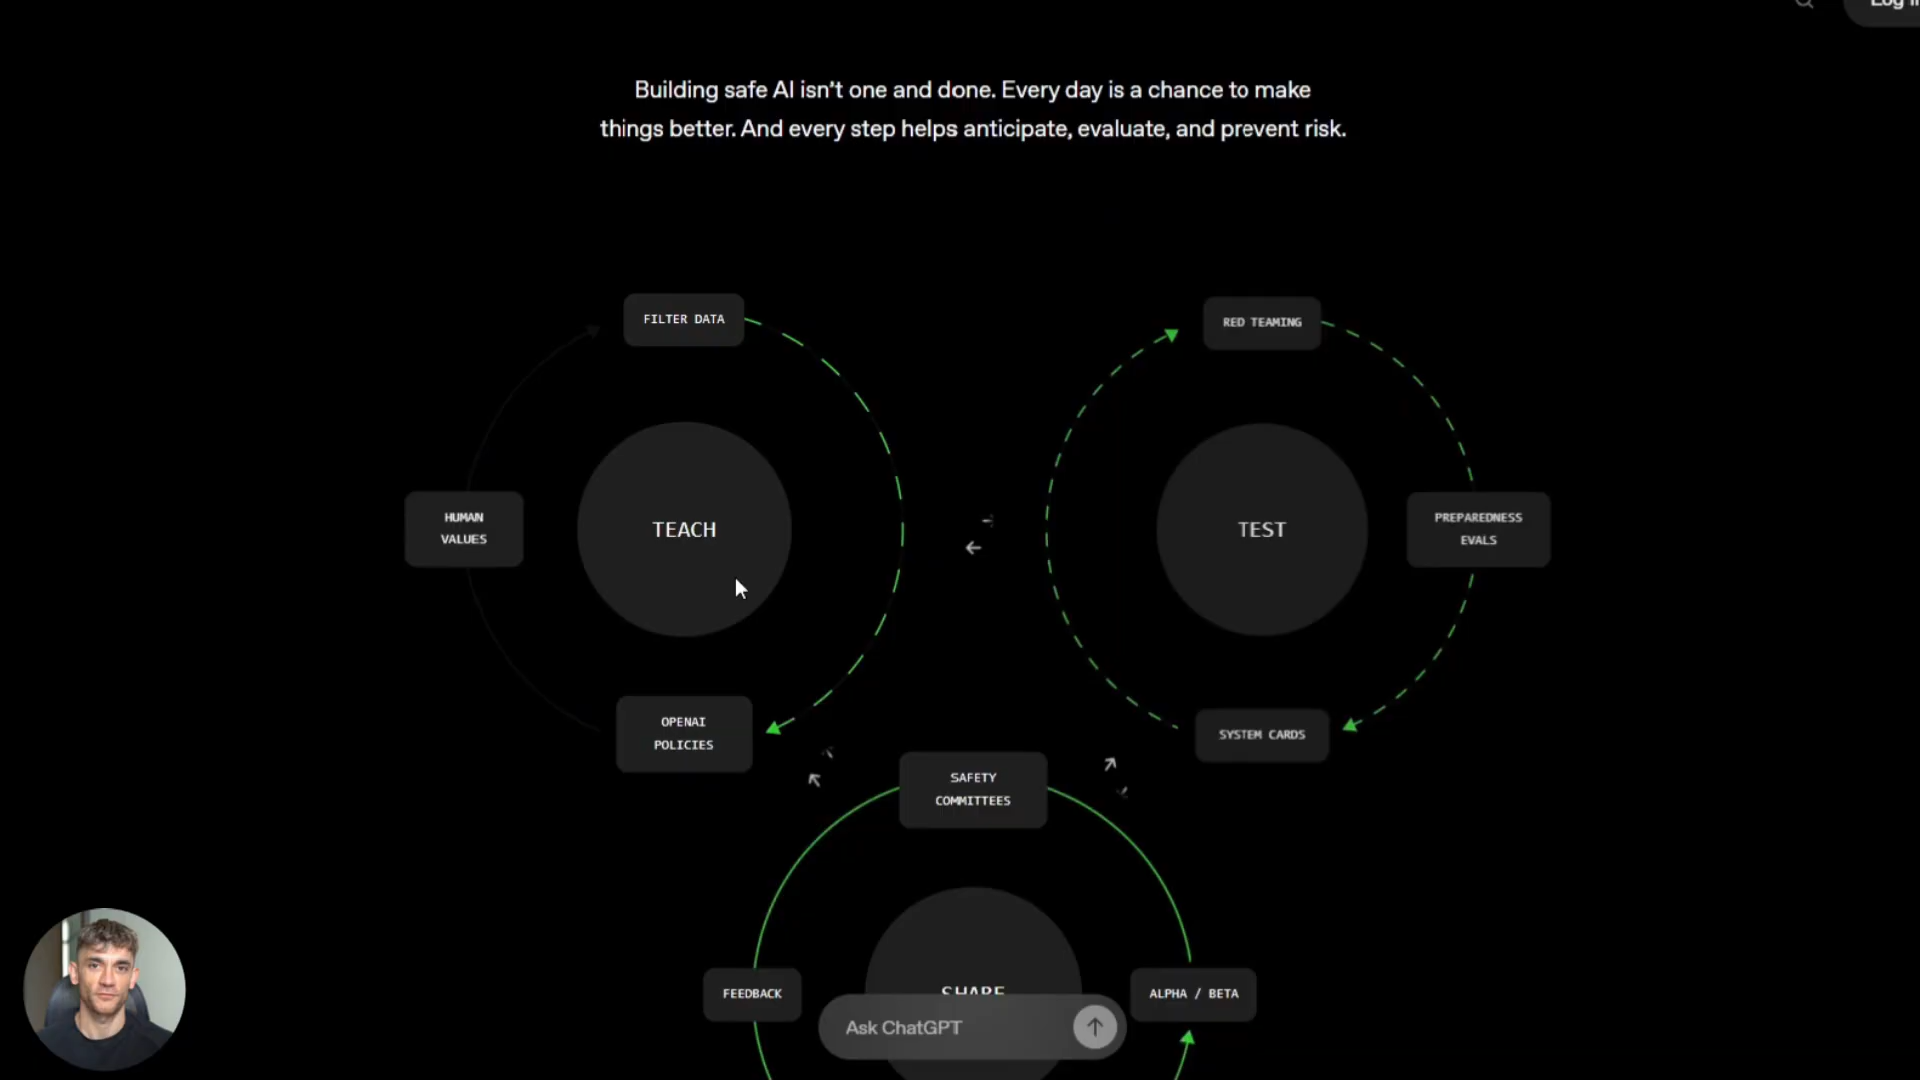 Log i
Building safe AI isn't one and done. Every day is a chance to make
things better. And every step helps anticipate, evaluate, and prevent risk.
FILTER DATA
RED TEAMING
HUMAN
VALUES
TEACH
TEST
PREPAREDNESS
EVALS
OPENAI
POLICIES
SYSTEM CARDS
SAFETY
COMMITTEES
FEEDBACK
SHARE
ALPHA / BETA
Ask ChatGPT